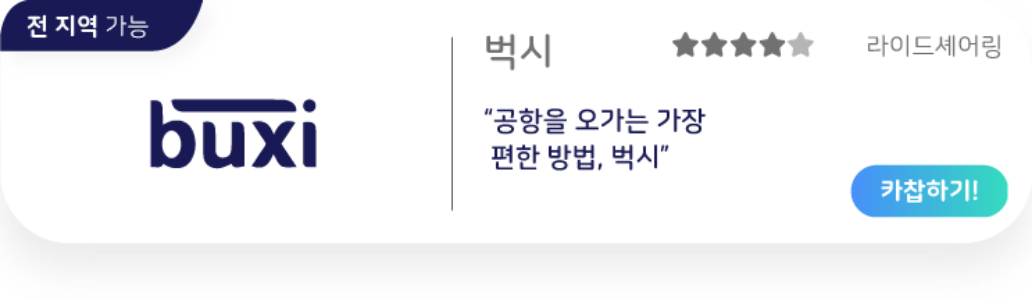 전 지역 가능
벅시
라이드셰어링
buxi
“공항을 오가는 가장
편한 방법, 벅시”
카찹하기!